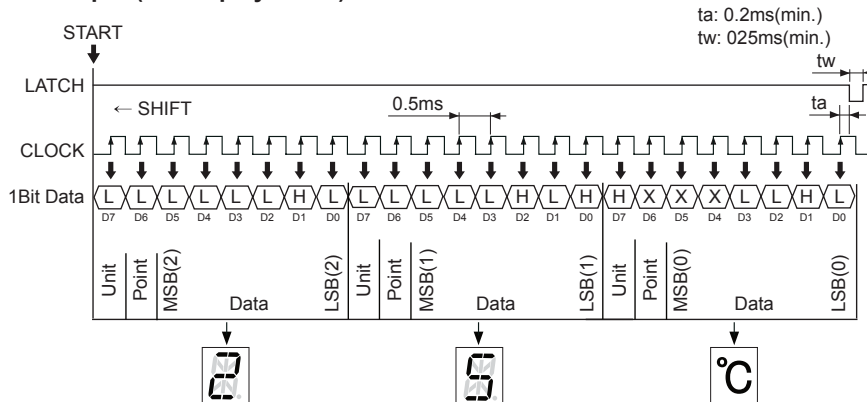 ta: 0.2ms(min.)
tw: 025ms(min.)
START
tw
LATCH
← SHIFT
0.5ms
ta
CLOCK
1Bit Data L L L L L L H L L L L L L H L H H X X X L L H L
D7 D6 D5 D4 D3 D2 D1 D0 D7 D6 D5 D4 D3 D2 D1 D0 D7 D6 D5 D4 D3 D2 D1 D0
Unit Point MSB(2) Data LSB(2) Unit Point MSB(1) Data LSB(1) Unit Point MSB(0) Data LSB(0)
2 5 °C